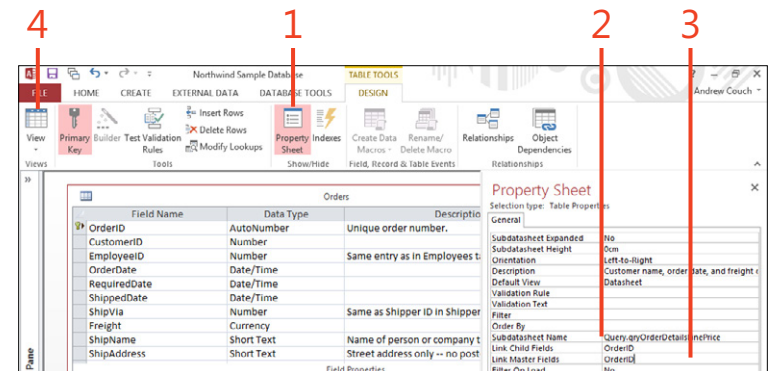 4 1 2 3
Northwind Sample Database TABLE TOOLS ? – Andrew Couch
FILE HOME CREATE EXTERNAL DATA DATABASE TOOLS DESIGN
View Primary Key Builder Test Validation Rules Insert Rows Delete Rows Modify Lookups Property Sheet Indexes Create Data Macros Rename/ Delete Macro Relationships Object Dependencies
Views Tools Show/Hide Field, Record & Table Events Relationships
»
Orders
Field Name Data Type Descriptio
OrderID AutoNumber Unique order number.
CustomerID Number
EmployeeID Number Same entry as in Employees ta
OrderDate Date/Time
RequiredDate Date/Time
ShippedDate Date/Time
ShipVia Number Same as Shipper ID in Shipper
Freight Currency
ShipName Short Text Name of person or company t
ShipAddress Short Text Street address only -- no post
Field Properties
Pane
Property Sheet
Selection type: Table Properties
General
Subdatasheet Expanded No
Subdatasheet Height 0cm
Orientation Left-to-Right
Description Customer name, order date, and freight c
Default View Datasheet
Validation Rule
Validation Text
Filter
Order By
Subdatasheet Name Query.qryOrderDetailsLinePrice
Link Child Fields OrderID
Link Master Fields OrderID
Filter On Load No